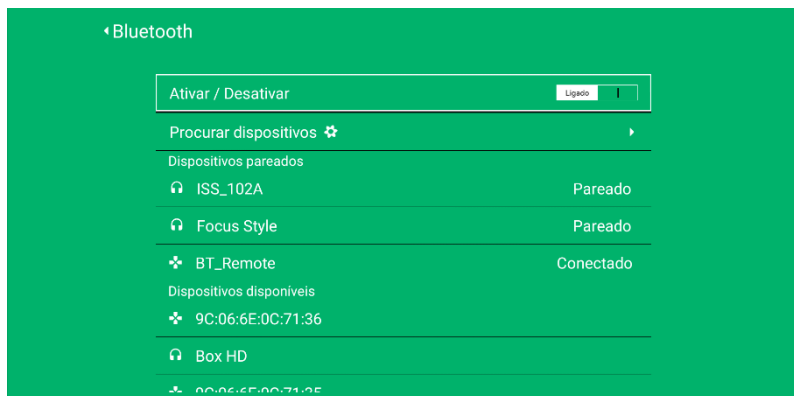 Bluetooth
Ativar / Desativar Ligado
Procurar dispositivos
Dispositivos pareados
ISS_102A Pareado
Focus Style Pareado
BT_Remote Conectado
Dispositivos disponíveis
9C:06:6E:0C:71:36
Box HD